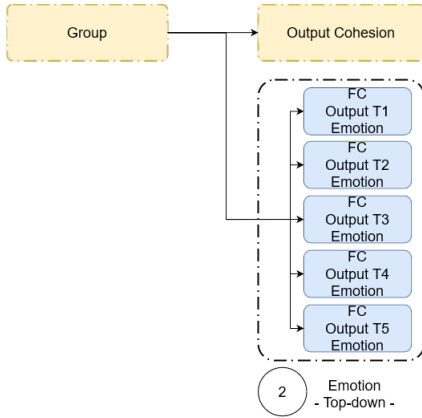 Group
Output Cohesion
FC
Output T1
Emotion
FC
Output T2
Emotion
FC
Output T3
Emotion
FC
Output T4
Emotion
FC
Output T5
Emotion
2
Emotion
- Top-down -